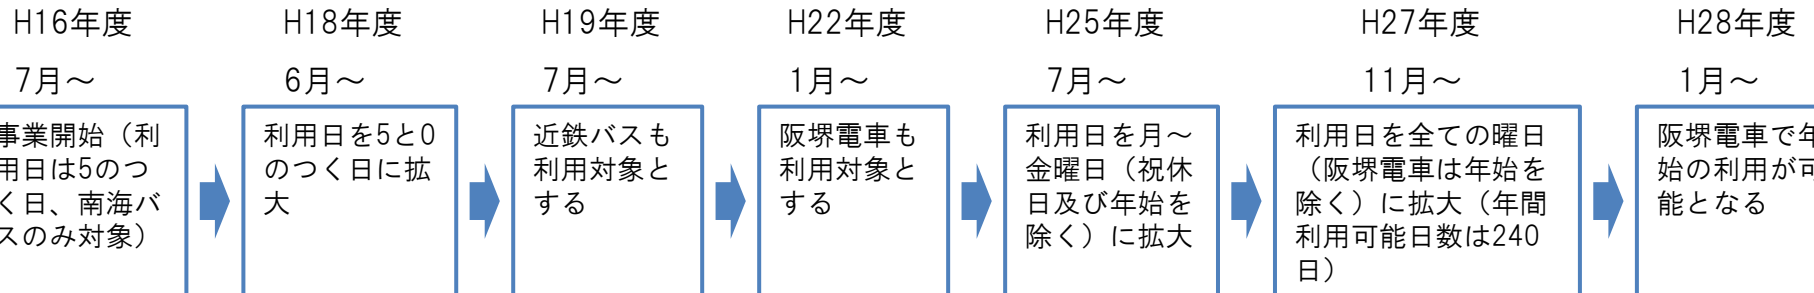 H16年度
7月～
事業開始（利
用日は5のつ
く日、南海バ
スのみ対象）
H18年度
6月～
利用日を5と0
のつく日に拡
大
H19年度
7月～
近鉄バスも
利用対象と
する
H22年度
1月～
阪堺電車も
利用対象と
する
H25年度
7月～
利用日を月～
金曜日（祝休
日及び年始を
除く）に拡大
H27年度
11月～
利用日を全ての曜日
（阪堺電車は年始を
除く）に拡大（年間
利用可能日数は240
日）
H28年度
1月～
阪堺電車で年
始の利用が可
能となる